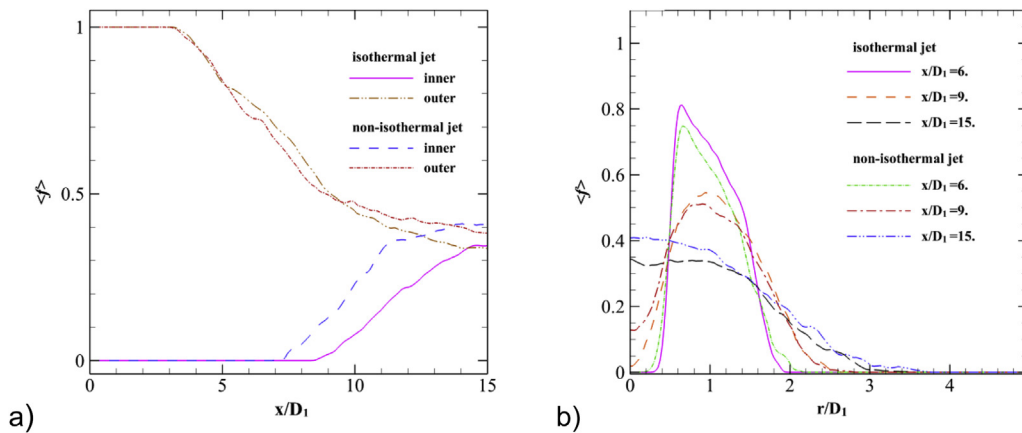 1
0.5
0
<f>
0
5
10
15
x/D1
isothermal jet
inner
outer
non-isothermal jet
inner
outer
a)
1
0.8
0.6
0.4
0.2
0
<f>
0
1
2
3
4
r/D1
isothermal jet
x/D1=6.
x/D1=9.
x/D1=15.
non-isothermal jet
x/D1=6.
x/D1=9.
x/D1=15.
b)